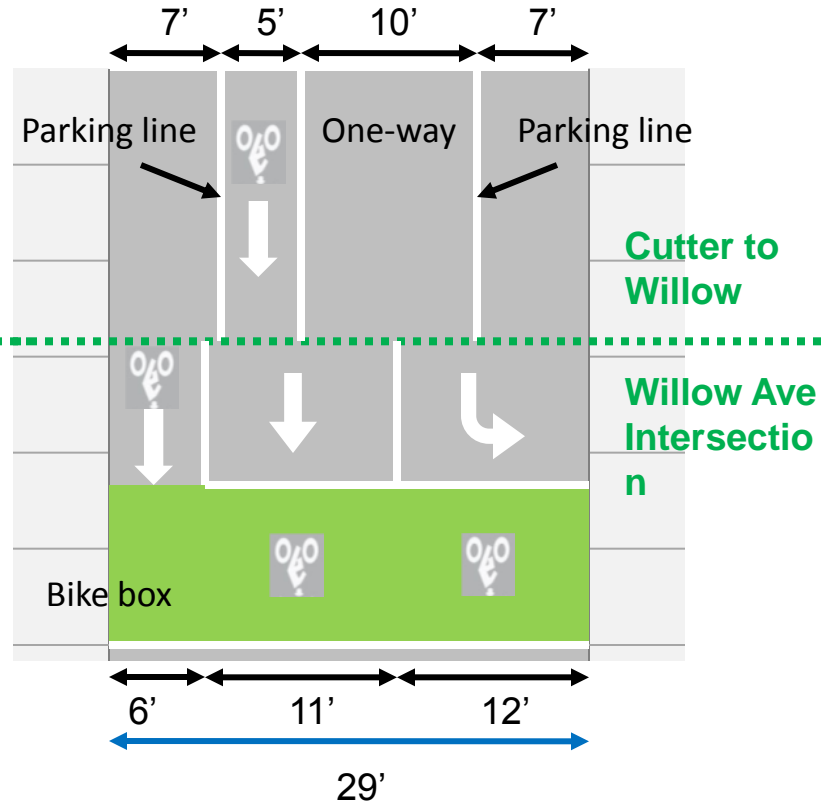 7’ 5’ 10’ 7’
Parking line One-way Parking line
Cutter to
Willow
Willow Ave
Intersectio
n
Bike box
6’ 11’ 12’
29’